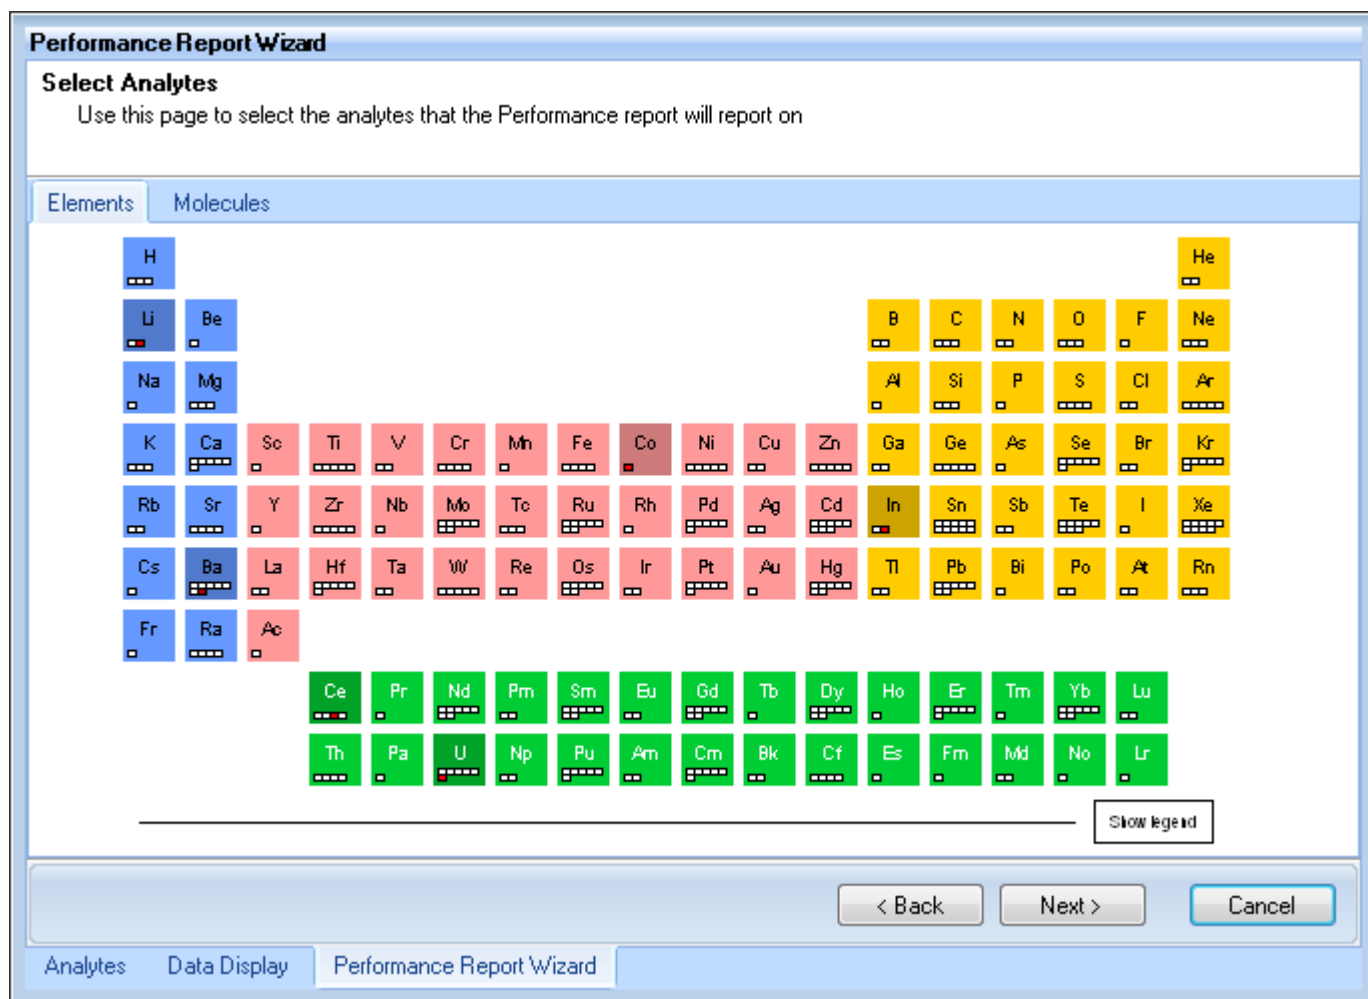 Performance Report Wizard
Select Analytes
Use this page to select the analytes that the Performance report will report on
Elements Molecules
H He
Li Be B C N O F Ne
Na Mg Al Si P S Cl Ar
K Ca Sc Ti V Cr Mn Fe Co Ni Cu Zn Ga Ge As Se Br Kr
Rb Sr Y Zr Nb Mo Tc Ru Rh Pd Ag Cd In Sn Sb Te I Xe
Cs Ba La Hf Ta W Re Os Ir Pt Au Hg Tl Pb Bi Po At Rn
Fr Ra Ac
Ce Pr Nd Pm Sm Eu Gd Tb Dy Ho Er Tm Yb Lu
Th Pa U Np Pu Am Cm Bk Cf Es Fm Md No Lr
Show legend
< Back Next > Cancel
Analytes Data Display Performance Report Wizard